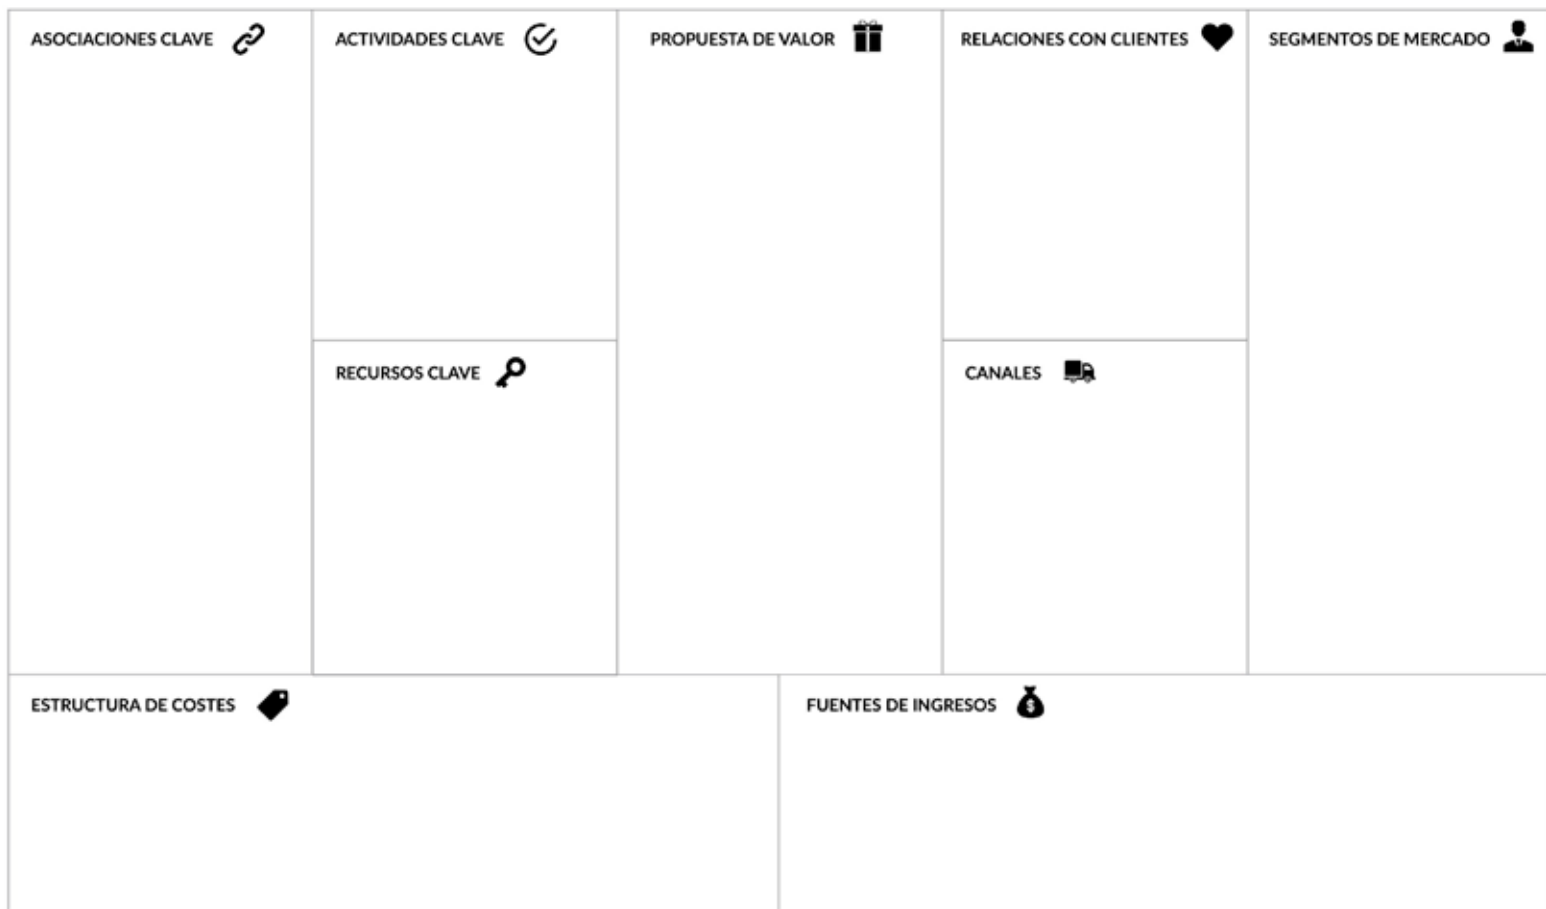 ASOCIACIONES CLAVE
ACTIVIDADES CLAVE
PROPUESTA DE VALOR
RELACIONES CON CLIENTES
SEGMENTOS DE MERCADO
RECURSOS CLAVE
CANALES
ESTRUCTURA DE COSTES
FUENTES DE INGRESOS
$